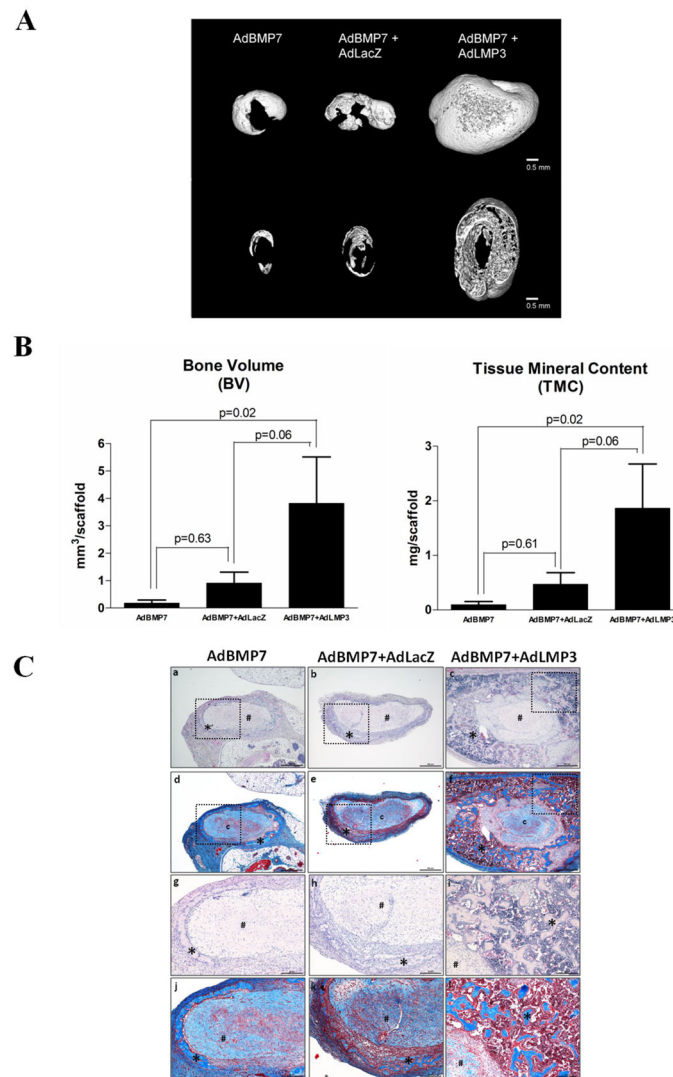 A
AdBMP7
AdBMP7 +
AdLacZ
AdBMP7 +
AdLMP3
0.5 mm
0.5 mm
B
Bone Volume
(BV)
p=0.02
p=0.06
p=0.63
6
5
4
3
2
1
0
mm³/scaffold
AdBMP7
AdBMP7+AdLacZ
AdBMP7+AdLMP3
Tissue Mineral Content
(TMC)
p=0.02
p=0.06
p=0.61
3
2
1
0
mg/scaffold
AdBMP7
AdBMP7+AdLacZ
AdBMP7+AdLMP3
C
AdBMP7
AdBMP7+AdLacZ
AdBMP7+AdLMP3
a
*
#
b
*
#
c
*
#
d
c
*
e
c
*
f
c
*
g
#
*
h
#
*
i
#
*
j
#
*
k
#
*
l
#
*